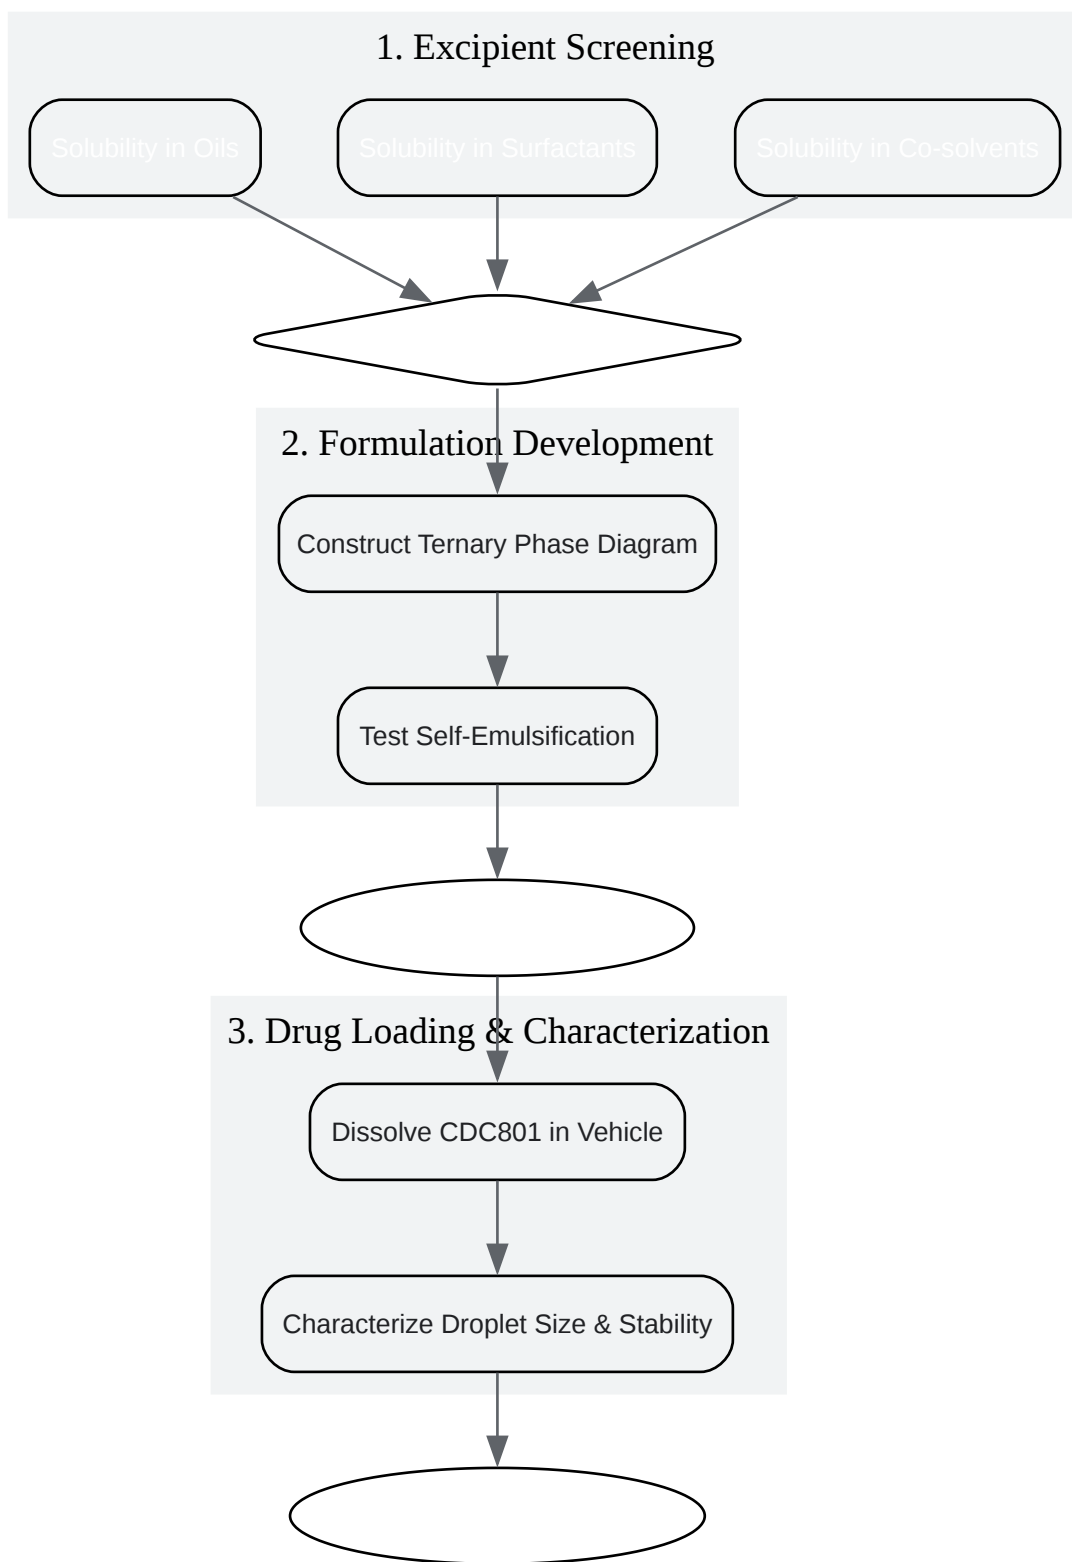 1. Excipient Screening
Solubility in Oils
Solubility in Surfactants
Solubility in Co-solvents
2. Formulation Development
Construct Ternary Phase Diagram
Test Self-Emulsification
3. Drug Loading & Characterization
Dissolve CDC801 in Vehicle
Characterize Droplet Size & Stability